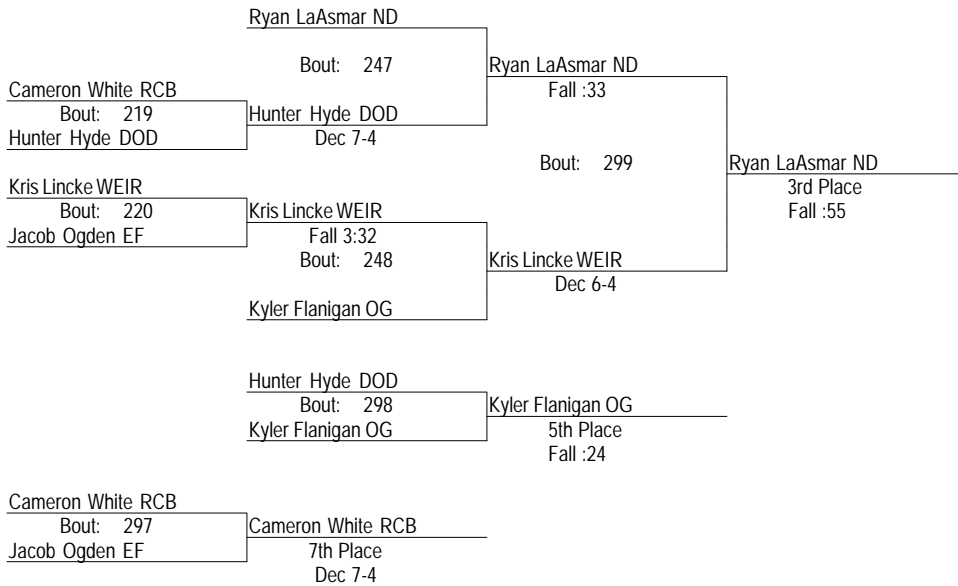 Ryan LaAsmar ND
Bout: 247
Ryan LaAsmar ND
Fall :33
Cameron White RCB
Bout: 219
Hunter Hyde DOD
Hunter Hyde DOD
Dec 7-4
Bout: 299
Ryan LaAsmar ND
3rd Place
Fall :55
Kris Lincke WEIR
Bout: 220
Jacob Ogden EF
Kris Lincke WEIR
Fall 3:32
Bout: 248
Kris Lincke WEIR
Dec 6-4
Kyler Flanigan OG
Hunter Hyde DOD
Bout: 298
Kyler Flanigan OG
Kyler Flanigan OG
5th Place
Fall :24
Cameron White RCB
Bout: 297
Jacob Ogden EF
Cameron White RCB
7th Place
Dec 7-4